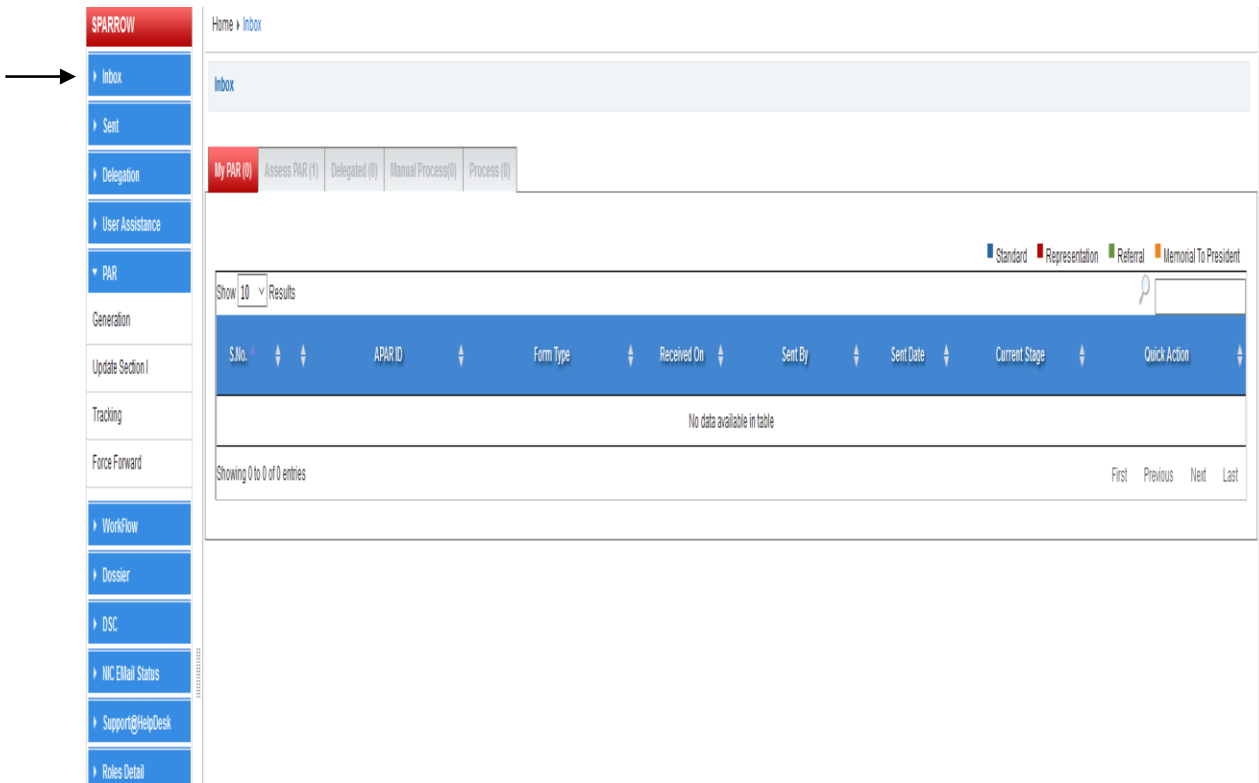 SPARROW
Inbox
Sent
Delegation
User Assistance
PAR
Generation
Update Section I
Tracking
Force Forward
WorkFlow
Dossier
DSC
NIC EMail Status
Support@HelpDesk
Roles Detail
Home Inbox
Inbox
My PAR (0) Assess PAR (1) Delegated (0) Manual Process(0) Process (0)
Standard Representation Referral Memorial To President
Show 10 Results
S.No. APAR ID Form Type Received On Sent By Sent Date Current Stage Quick Action
No data available in table
Showing 0 to 0 of 0 entries First Previous Next Last